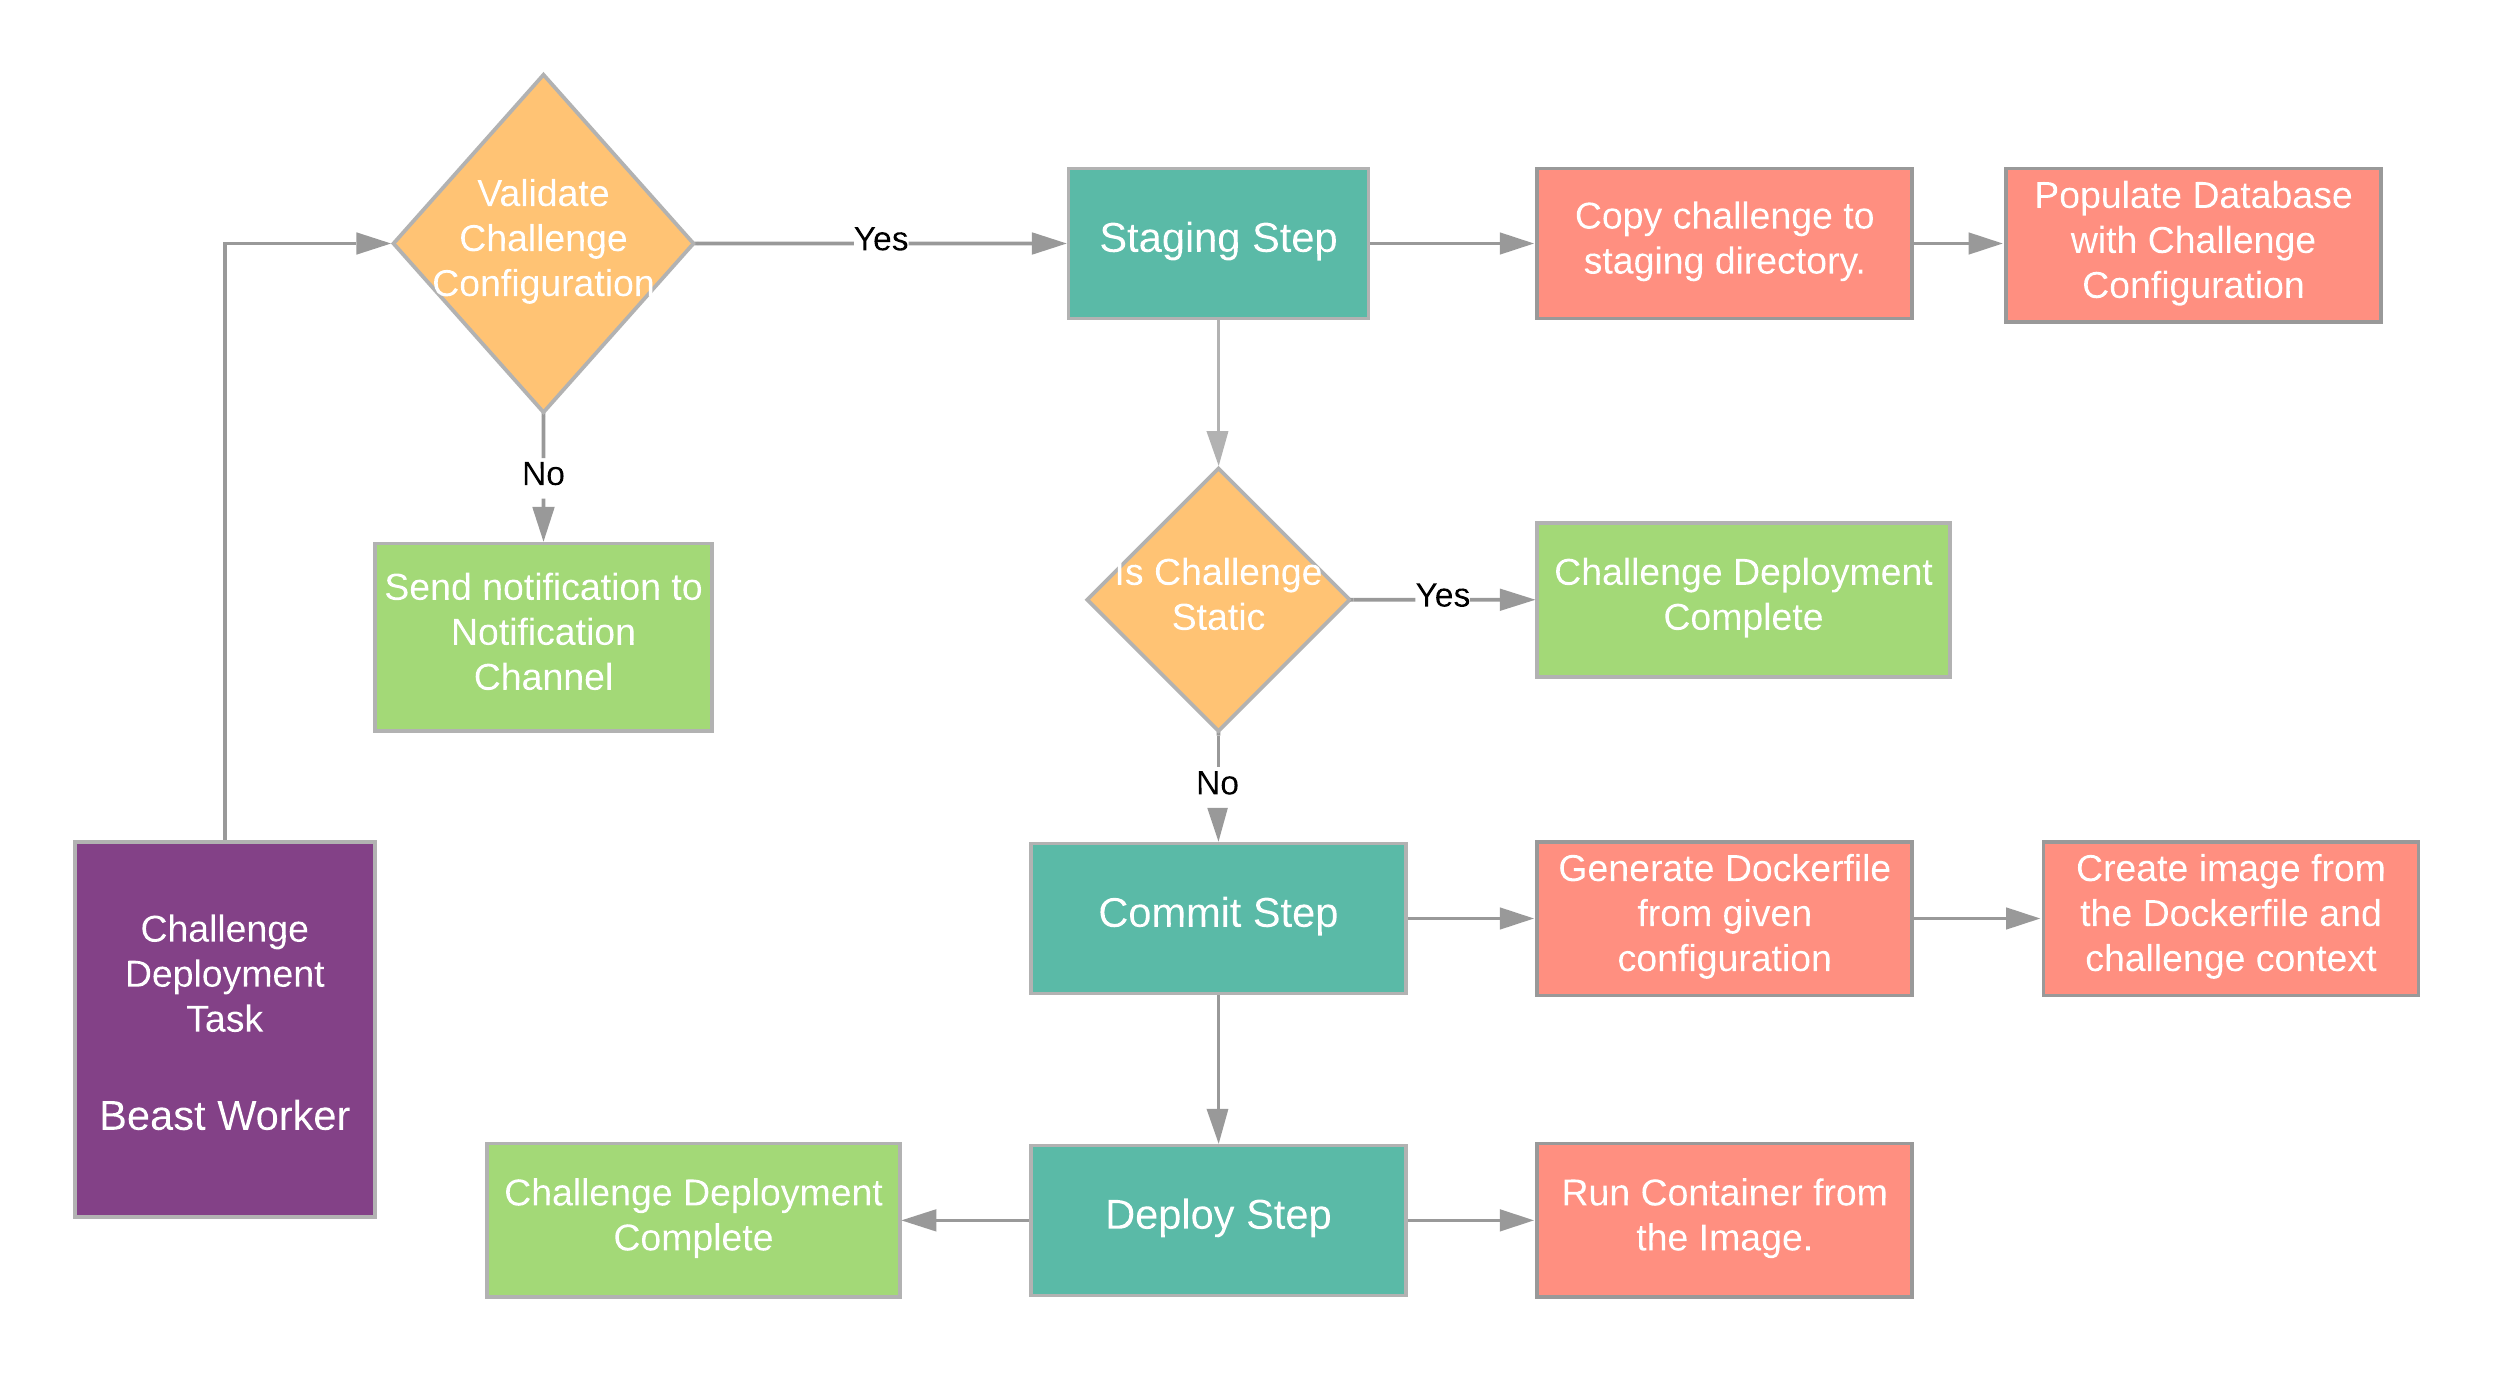 Validate
Challenge
Configuration
Yes
Staging Step
Copy challenge to
staging directory.
Populate Database
with Challenge
Configuration
No
Send notification to
Notification
Channel
Is Challenge
Static
Yes
Challenge Deployment
Complete
No
Challenge
Deployment
Task
Beast Worker
Commit Step
Generate Dockerfile
from given
configuration
Create image from
the Dockerfile and
challenge context
Challenge Deployment
Complete
Deploy Step
Run Container from
the Image.